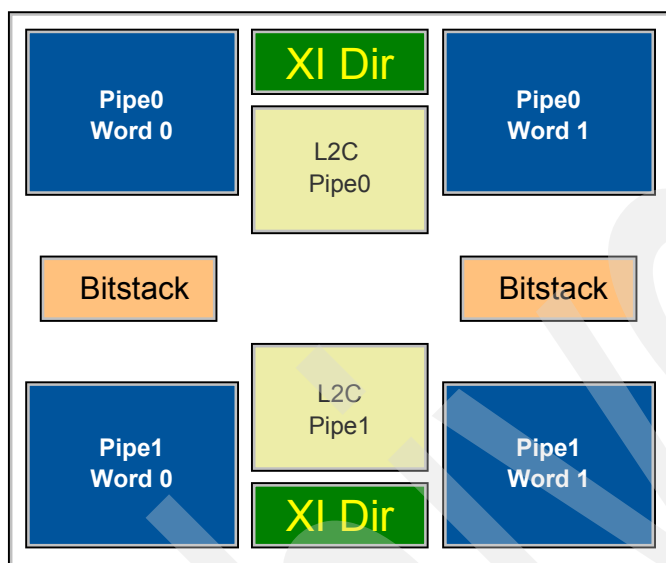 Pipe0
Word 0
XI Dir
Pipe0
Word 1
L2C
Pipe0
Bitstack
Bitstack
L2C
Pipe1
Pipe1
Word 0
Pipe1
Word 1
XI Dir